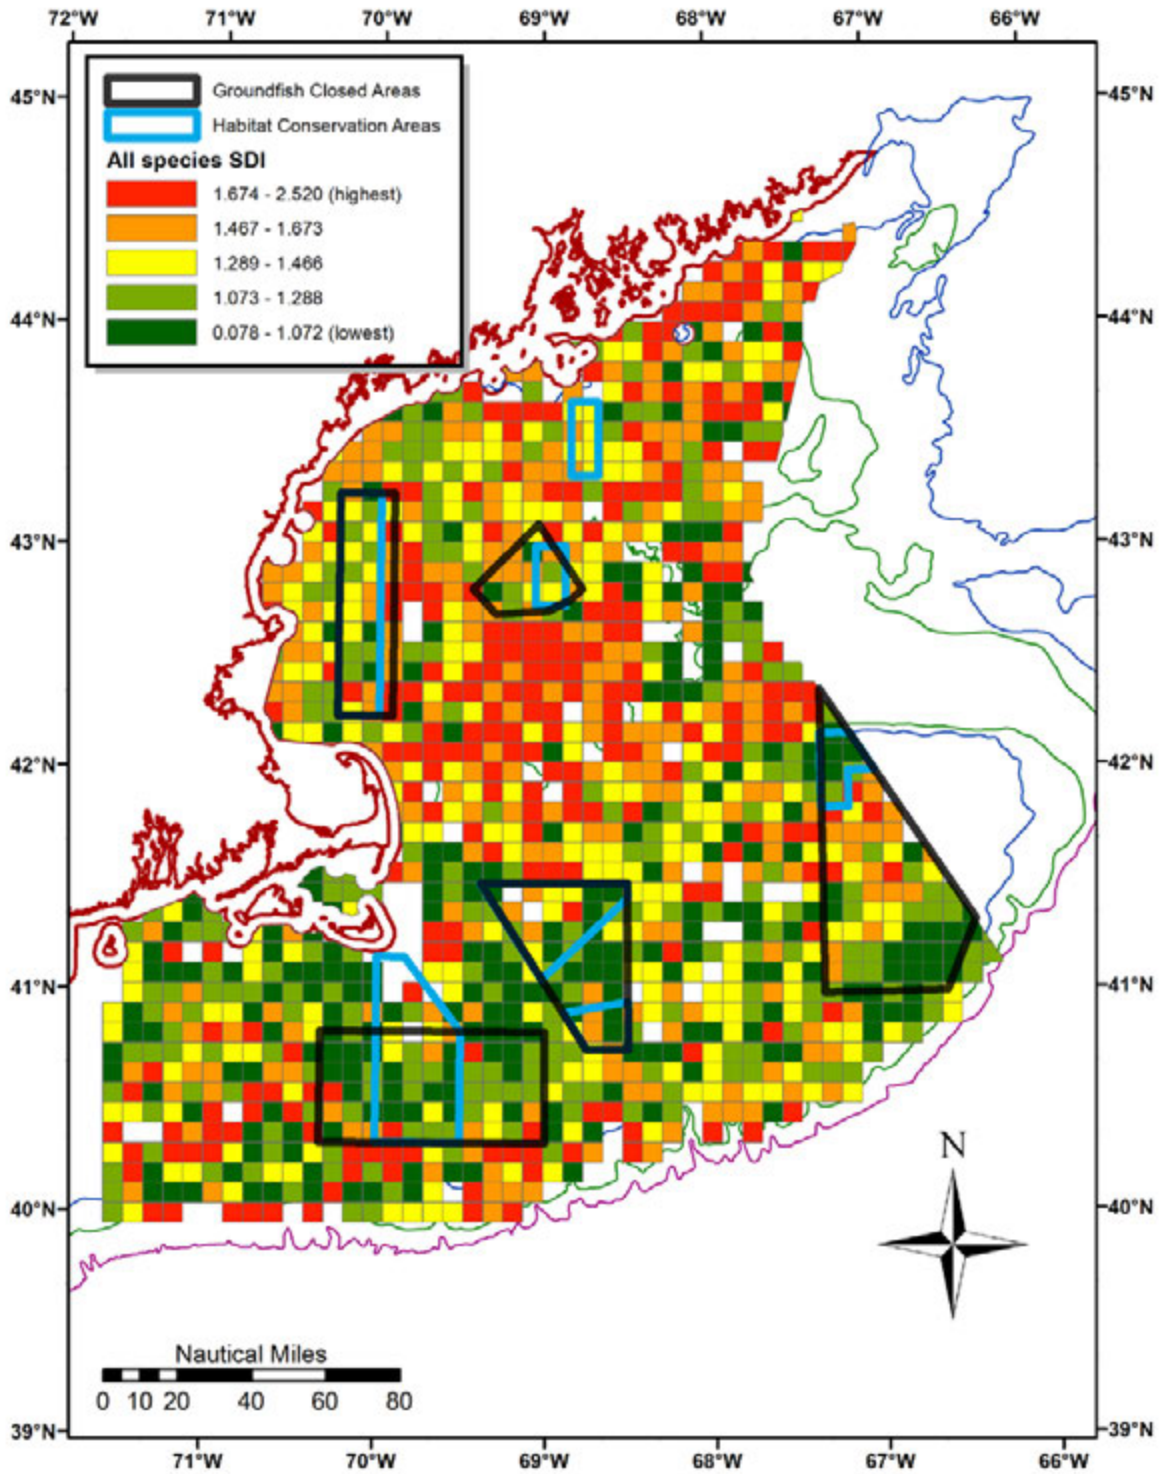 72°W 71°W 70°W 69°W 68°W 67°W 66°W
Groundfish Closed Areas
Habitat Conservation Areas
All species SDI
1.674 - 2.520 (highest)
1.467 - 1.673
1.289 - 1.466
1.073 - 1.288
0.078 - 1.072 (lowest)
45°N 45°N
44°N 44°N
43°N 43°N
42°N 42°N
41°N 41°N
40°N 40°N
39°N 39°N
N
Nautical Miles
0 10 20 40 60 80
71°W 70°W 69°W 68°W 67°W 66°W